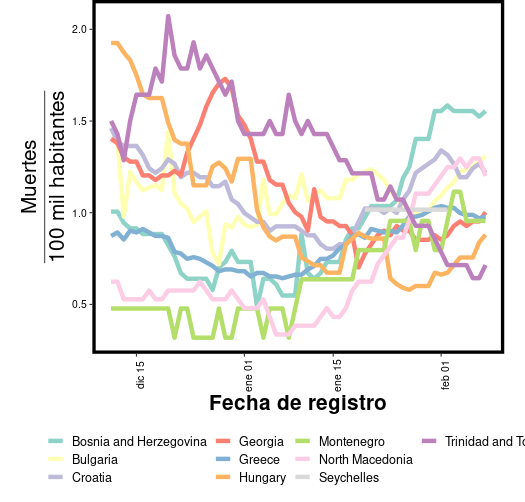 2.0
1.5
1.0
0.5
Muertes
100 mil habitantes
dic 15
ene 01
ene 15
feb 01
Fecha de registro
Bosnia and Herzegovina
Georgia
Montenegro
Trinidad and To
Bulgaria
Greece
North Macedonia
Croatia
Hungary
Seychelles